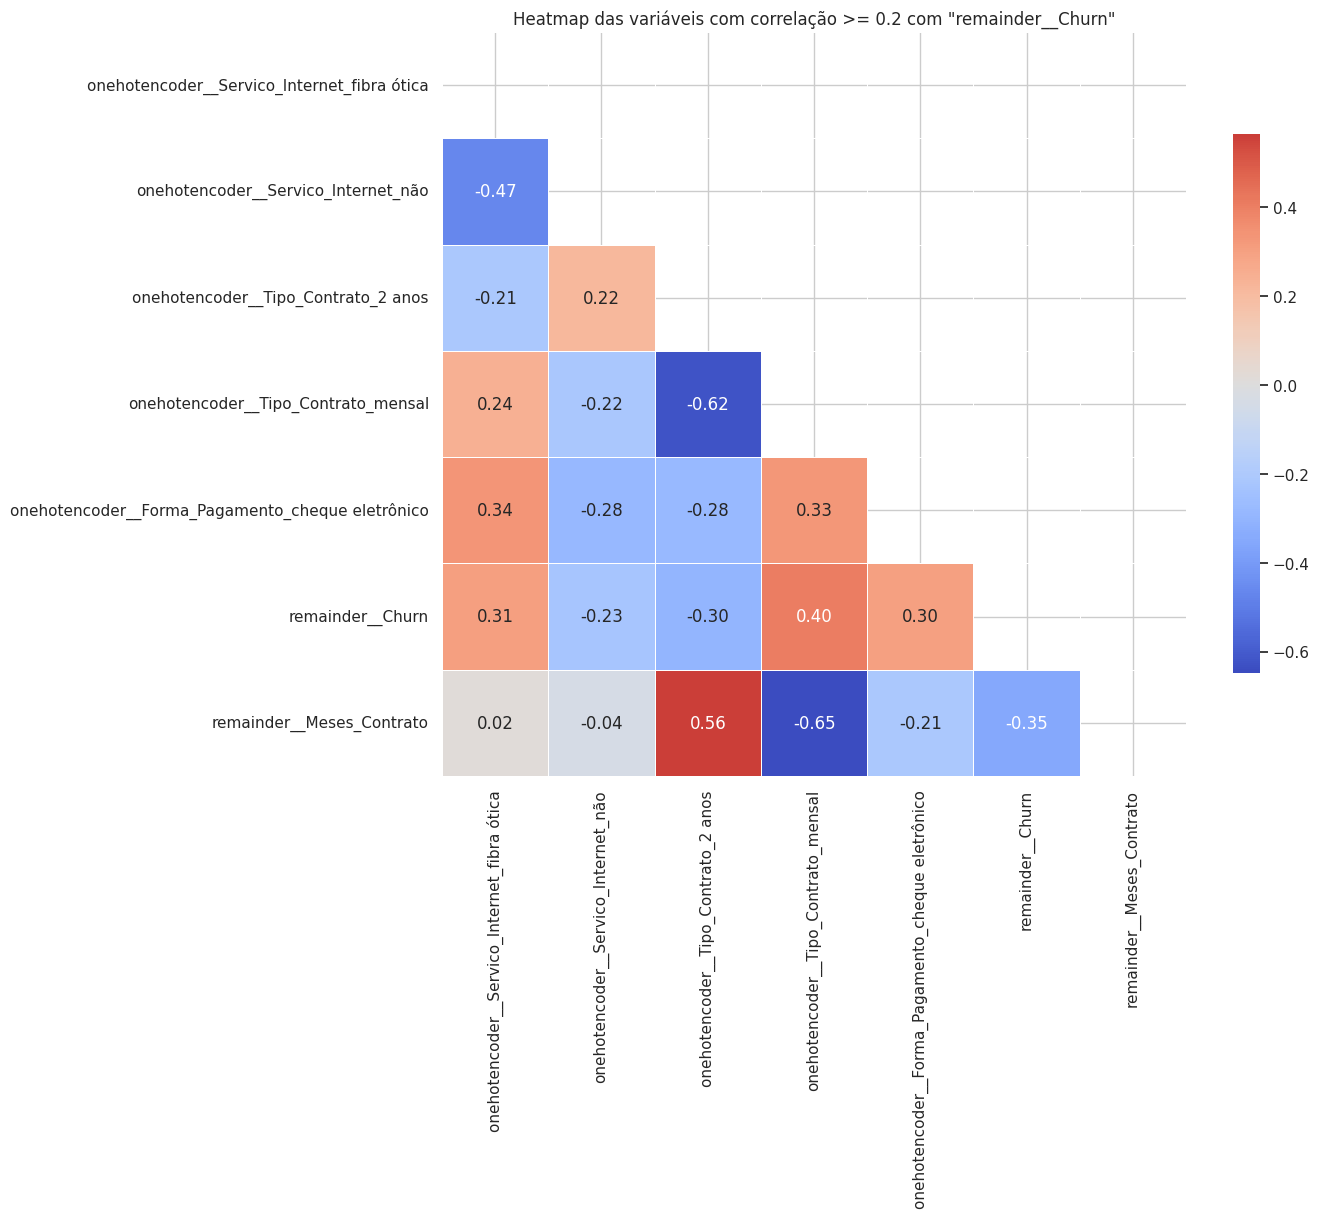 Heatmap das variáveis com correlação >= 0.2 com "remainder__Churn"
onehotencoder__Servico_Internet_fibra ótica
onehotencoder__Servico_Internet_não
-0.47
onehotencoder__Tipo_Contrato_2 anos
-0.21 0.22
onehotencoder__Tipo_Contrato_mensal
0.24 -0.22 -0.62
onehotencoder__Forma_Pagamento_cheque eletrônico
0.34 -0.28 -0.28 0.33
remainder__Churn
0.31 -0.23 -0.30 0.40 0.30
remainder__Meses_Contrato
0.02 -0.04 0.56 -0.65 -0.21 -0.35
onehotencoder__Servico_Internet_fibra ótica
onehotencoder__Servico_Internet_não
onehotencoder__Tipo_Contrato_2 anos
onehotencoder__Tipo_Contrato_mensal
onehotencoder__Forma_Pagamento_cheque eletrônico
remainder__Churn
remainder__Meses_Contrato
0.4
0.2
0.0
−0.2
−0.4
−0.6